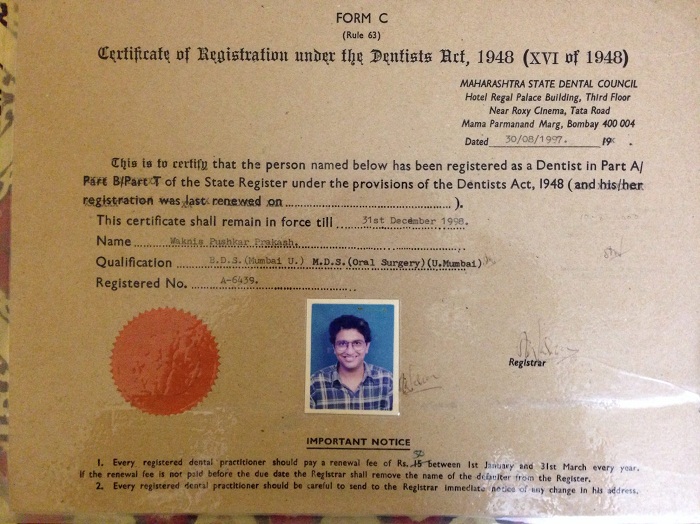 FORM C
(Rule 63)
Certificate of Registration under the Dentists Act, 1948 (XVI of 1948)
MAHARASHTRA STATE DENTAL COUNCIL
Hotel Regal Palace Building, Third Floor
Near Roxy Cinema, Tata Road
Mama Parmanand Marg, Bombay 400 004
Dated 30/08/1997. 19 .
This is to certify that the person named below has been registered as a Dentist in Part A/
Part B/Part T of the State Register under the provisions of the Dentists Act, 1948 (and his/her
registration was last renewed on ).
This certificate shall remain in force till 31st December 1998.
Name Waknis Pushkar Prakash.
Qualification B.D.S.(Mumbai U.) M.D.S.(Oral Surgery)(U.Mumbai)
Registered No. A-6439.
Registrar
IMPORTANT NOTICE
1. Every registered dental practitioner should pay a renewal fee of Rs. 15 between 1st January and 31st March every year.
If the renewal fee is not paid before the due date the Registrar shall remove the name of the defaulter from the Register.
2. Every registered dental practitioner should be careful to send to the Registrar immediate notice of any change in his address.